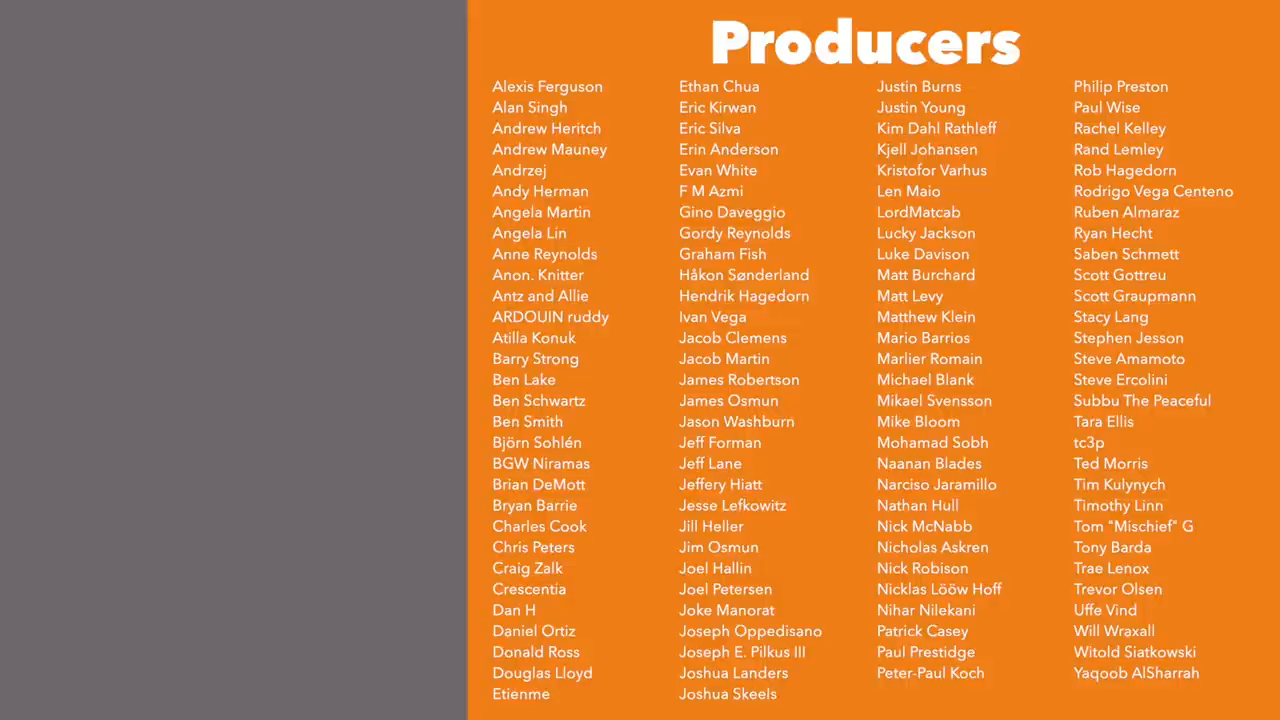 Producers
Alexis Ferguson
Alan Singh
Andrew Heritch
Andrew Mauney
Andrzej
Andy Herman
Angela Martin
Angela Lin
Anne Reynolds
Anon. Knitter
Antz and Allie
ARDOUIN ruddy
Atilla Konuk
Barry Strong
Ben Lake
Ben Schwartz
Ben Smith
Björn Sohlén
BGW Niramas
Brian DeMott
Bryan Barrie
Charles Cook
Chris Peters
Craig Zalk
Crescentia
Dan H
Daniel Ortiz
Donald Ross
Douglas Lloyd
Etienme
Ethan Chua
Eric Kirwan
Eric Silva
Erin Anderson
Evan White
F M Azmi
Gino Daveggio
Gordy Reynolds
Graham Fish
Håkon Sønderland
Hendrik Hagedorn
Ivan Vega
Jacob Clemens
Jacob Martin
James Robertson
James Osmun
Jason Washburn
Jeff Forman
Jeff Lane
Jeffery Hiatt
Jesse Lefkowitz
Jill Heller
Jim Osmun
Joel Hallin
Joel Petersen
Joke Manorat
Joseph Oppedisano
Joseph E. Pilkus III
Joshua Landers
Joshua Skeels
Justin Burns
Justin Young
Kim Dahl Rathleff
Kjell Johansen
Kristofor Varhus
Len Maio
LordMatcab
Lucky Jackson
Luke Davison
Matt Burchard
Matt Levy
Matthew Klein
Mario Barrios
Marlier Romain
Michael Blank
Mikael Svensson
Mike Bloom
Mohamad Sobh
Naanan Blades
Narciso Jaramillo
Nathan Hull
Nick McNabb
Nicholas Askren
Nick Robison
Nicklas Lööw Hoff
Nihar Nilekani
Patrick Casey
Paul Prestidge
Peter-Paul Koch
Philip Preston
Paul Wise
Rachel Kelley
Rand Lemley
Rob Hagedorn
Rodrigo Vega Centeno
Ruben Almaraz
Ryan Hecht
Saben Schmett
Scott Gottreu
Scott Graupmann
Stacy Lang
Stephen Jesson
Steve Amamoto
Steve Ercolini
Subbu The Peaceful
Tara Ellis
tc3p
Ted Morris
Tim Kulynych
Timothy Linn
Tom "Mischief" G
Tony Barda
Trae Lenox
Trevor Olsen
Uffe Vind
Will Wraxall
Witold Siatkowski
Yaqoob AlSharrah